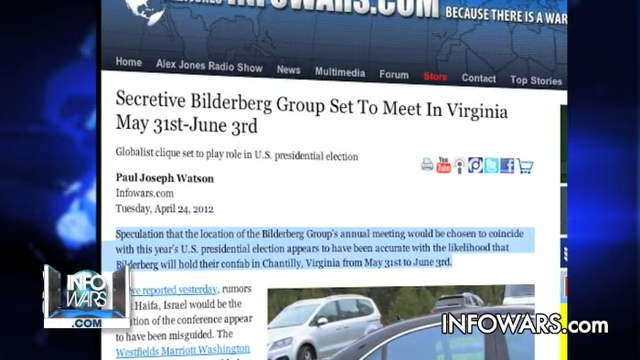 INFOWARS.COM BECAUSE THERE IS A WAR
Home Alex Jones Radio Show News Multimedia Forum Store Contact Top Stories
Secretive Bilderberg Group Set To Meet In Virginia
May 31st-June 3rd
Globalist clique set to play role in U.S. presidential election
You
Paul Joseph Watson
Infowars.com
Tuesday, April 24, 2012
Speculation that the location of the Bilderberg Group's annual meeting would be chosen to coincide
with this year's U.S. presidential election appears to have been accurate with the likelihood that
Bilderberg will hold their confab in Chantilly, Virginia from May 31st to June 3rd.
we reported yesterday, rumors
Haifa, Israel would be the
of the conference appear
to have been misguided. The
Westfields Marriott Washington
INFO
WARS
.COM
INFOWARS.com